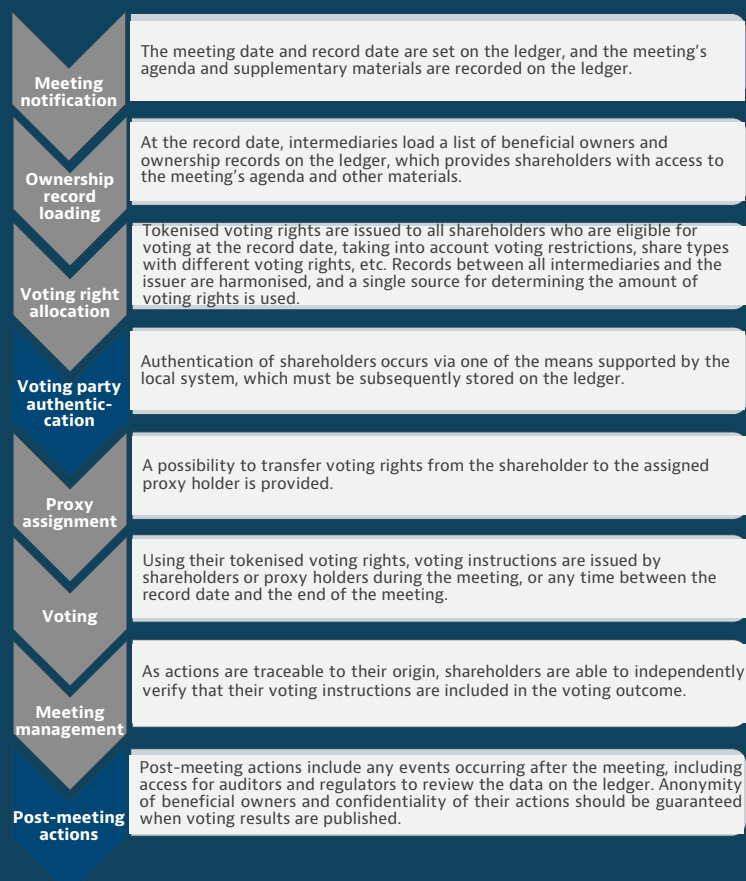 Meeting
notification
The meeting date and record date are set on the ledger, and the meeting's
agenda and supplementary materials are recorded on the ledger.
Ownership
record
loading
At the record date, intermediaries load a list of beneficial owners and
ownership records on the ledger, which provides shareholders with access to
the meeting's agenda and other materials.
Voting right
allocation
Tokenised voting rights are issued to all shareholders who are eligible for
voting at the record date, taking into account voting restrictions, share types
with different voting rights, etc. Records between all intermediaries and the
issuer are harmonised, and a single source for determining the amount of
voting rights is used.
Voting party
authentic-
cation
Authentication of shareholders occurs via one of the means supported by the
local system, which must be subsequently stored on the ledger.
Proxy
assignment
A possibility to transfer voting rights from the shareholder to the assigned
proxy holder is provided.
Voting
Using their tokenised voting rights, voting instructions are issued by
shareholders or proxy holders during the meeting, or any time between the
record date and the end of the meeting.
Meeting
management
As actions are traceable to their origin, shareholders are able to independently
verify that their voting instructions are included in the voting outcome.
Post-meeting
actions
Post-meeting actions include any events occurring after the meeting, including
access for auditors and regulators to review the data on the ledger. Anonymity
of beneficial owners and confidentiality of their actions should be guaranteed
when voting results are published.